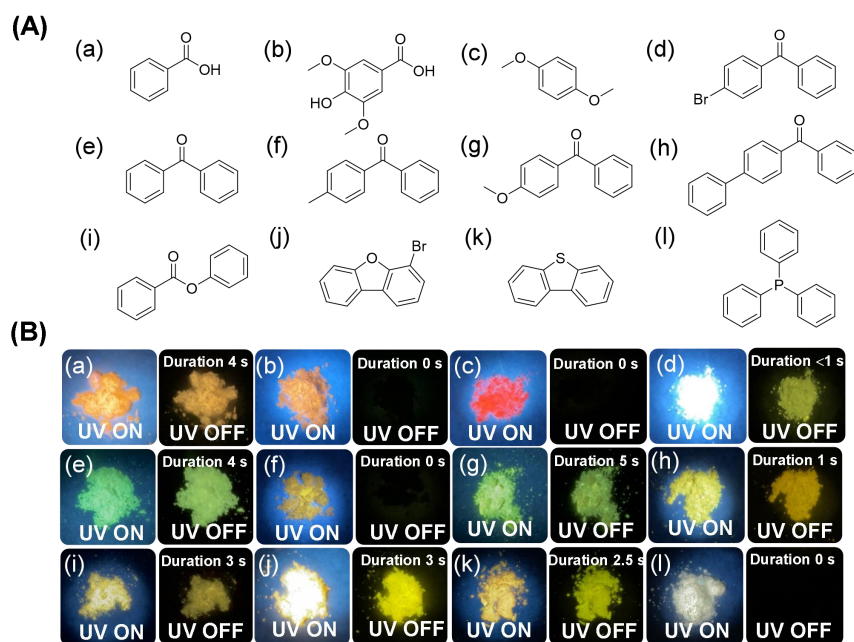 (A)
(a) (b) (c) (d)
O OH
O O HO O OH
O O
O Br
(e) (f) (g) (h)
O
O
O O
O
(i) (j) (k) (l)
O O
O Br
S
P
(B)
(a) Duration 4 s (b) Duration 0 s (c) Duration 0 s (d) Duration <1 s
UV ON UV OFF UV ON UV OFF UV ON UV OFF UV ON UV OFF
(e) Duration 4 s (f) Duration 0 s (g) Duration 5 s (h) Duration 1 s
UV ON UV OFF UV ON UV OFF UV ON UV OFF UV ON UV OFF
(i) Duration 3 s (j) Duration 3 s (k) Duration 2.5 s (l) Duration 0 s
UV ON UV OFF UV ON UV OFF UV ON UV OFF UV ON UV OFF